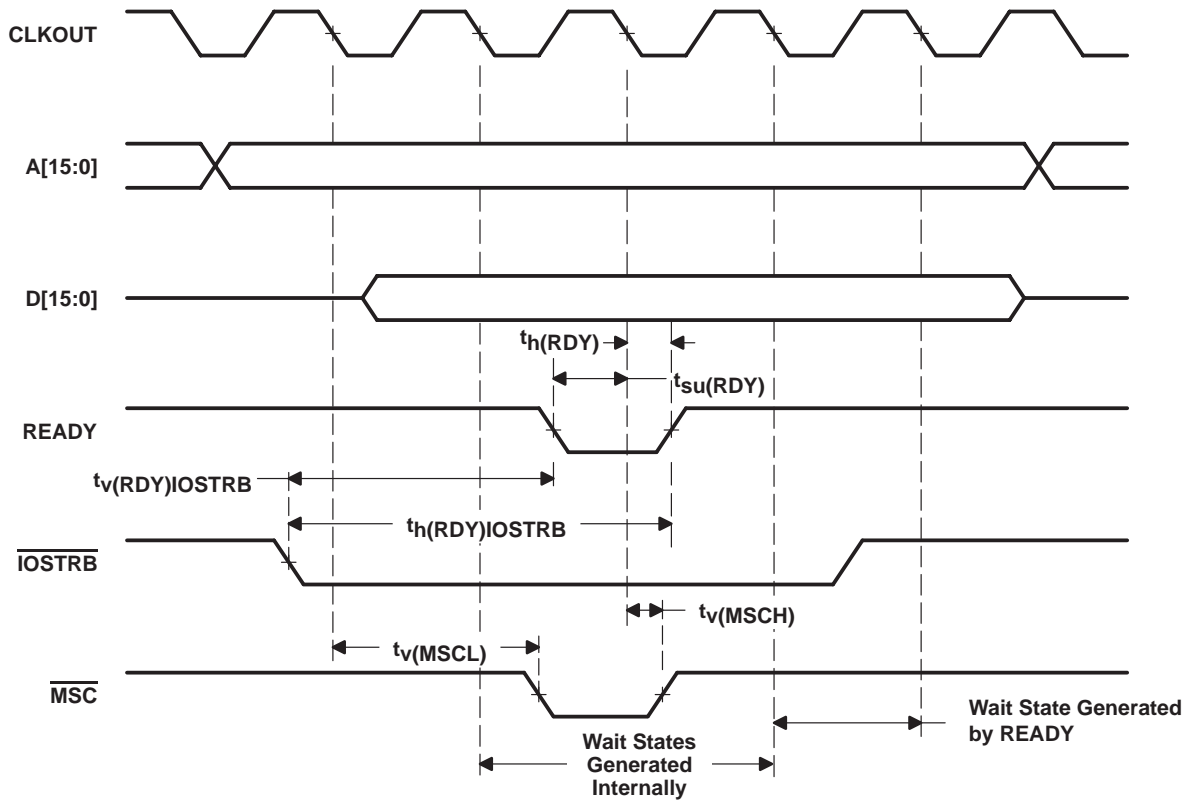 CLKOUT
A[15:0]
D[15:0]
th(RDY)
tsu(RDY)
READY
tv(RDY)IOSTRB
th(RDY)IOSTRB
IOSTRB
tv(MSCH)
tv(MSCL)
MSC
Wait State Generated
by READY
Wait States
Generated
Internally